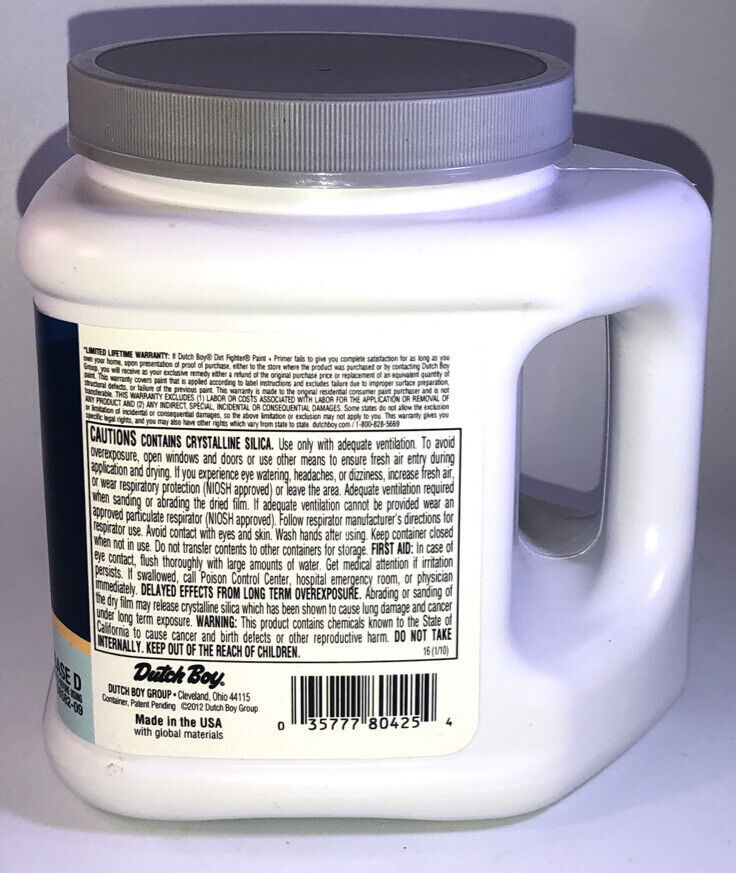 *LIMITED LIFETIME WARRANTY: If Dutch Boy® Dirt Fighter® Paint + Primer fails to give you complete satisfaction for as long as you
own your home, upon presentation of proof of purchase, either to the store where the product was purchased or by contacting Dutch Boy
Group, you will receive as your exclusive remedy either a refund of the original purchase price or replacement of an equivalent quantity of
paint. This warranty covers paint that is applied according to label instructions and excludes failure due to improper surface preparation,
structural defects, or failure of the previous paint. This warranty is made to the original residential consumer paint purchaser and is not
transferable. THIS WARRANTY EXCLUDES (1) LABOR OR COSTS ASSOCIATED WITH LABOR FOR THE APPLICATION OR REMOVAL OF
ANY PRODUCT AND (2) ANY INDIRECT, SPECIAL, INCIDENTAL OR CONSEQUENTIAL DAMAGES. Some states do not allow the exclusion
or limitation of incidental or consequential damages, so the above limitation or exclusion may not apply to you. This warranty gives you
specific legal rights, and you may also have other rights which vary from state to state. dutchboy.com / 1-800-828-5669
CAUTIONS CONTAINS CRYSTALLINE SILICA. Use only with adequate ventilation. To avoid
overexposure, open windows and doors or use other means to ensure fresh air entry during
application and drying. If you experience eye watering, headaches, or dizziness, increase fresh air,
or wear respiratory protection (NIOSH approved) or leave the area. Adequate ventilation required
when sanding or abrading the dried film. If adequate ventilation cannot be provided wear an
approved particulate respirator (NIOSH approved). Follow respirator manufacturer's directions for
respirator use. Avoid contact with eyes and skin. Wash hands after using. Keep container closed
when not in use. Do not transfer contents to other containers for storage. FIRST AID: In case of
eye contact, flush thoroughly with large amounts of water. Get medical attention if irritation
persists. If swallowed, call Poison Control Center, hospital emergency room, or physician
immediately. DELAYED EFFECTS FROM LONG TERM OVEREXPOSURE. Abrading or sanding of
the dry film may release crystalline silica which has been shown to cause lung damage and cancer
under long term exposure. WARNING: This product contains chemicals known to the State of
California to cause cancer and birth defects or other reproductive harm. DO NOT TAKE
INTERNALLY. KEEP OUT OF THE REACH OF CHILDREN. 16 (1/10)
ASE D
Dutch Boy.
DUTCH BOY GROUP • Cleveland, Ohio 44115
Container, Patent Pending ©2012 Dutch Boy Group
Made in the USA
with global materials
0 35777 80425 4